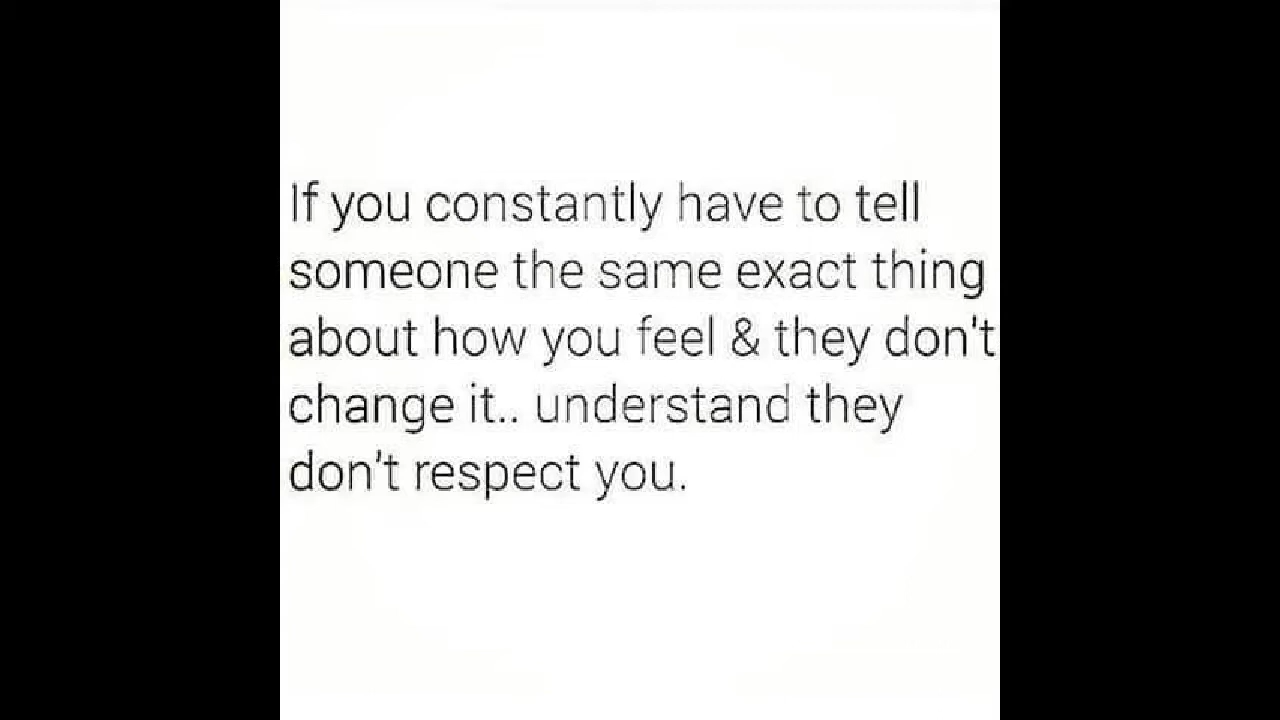 If you constantly have to tell
someone the same exact thing
about how you feel & they don't
change it.. understand they
don't respect you.